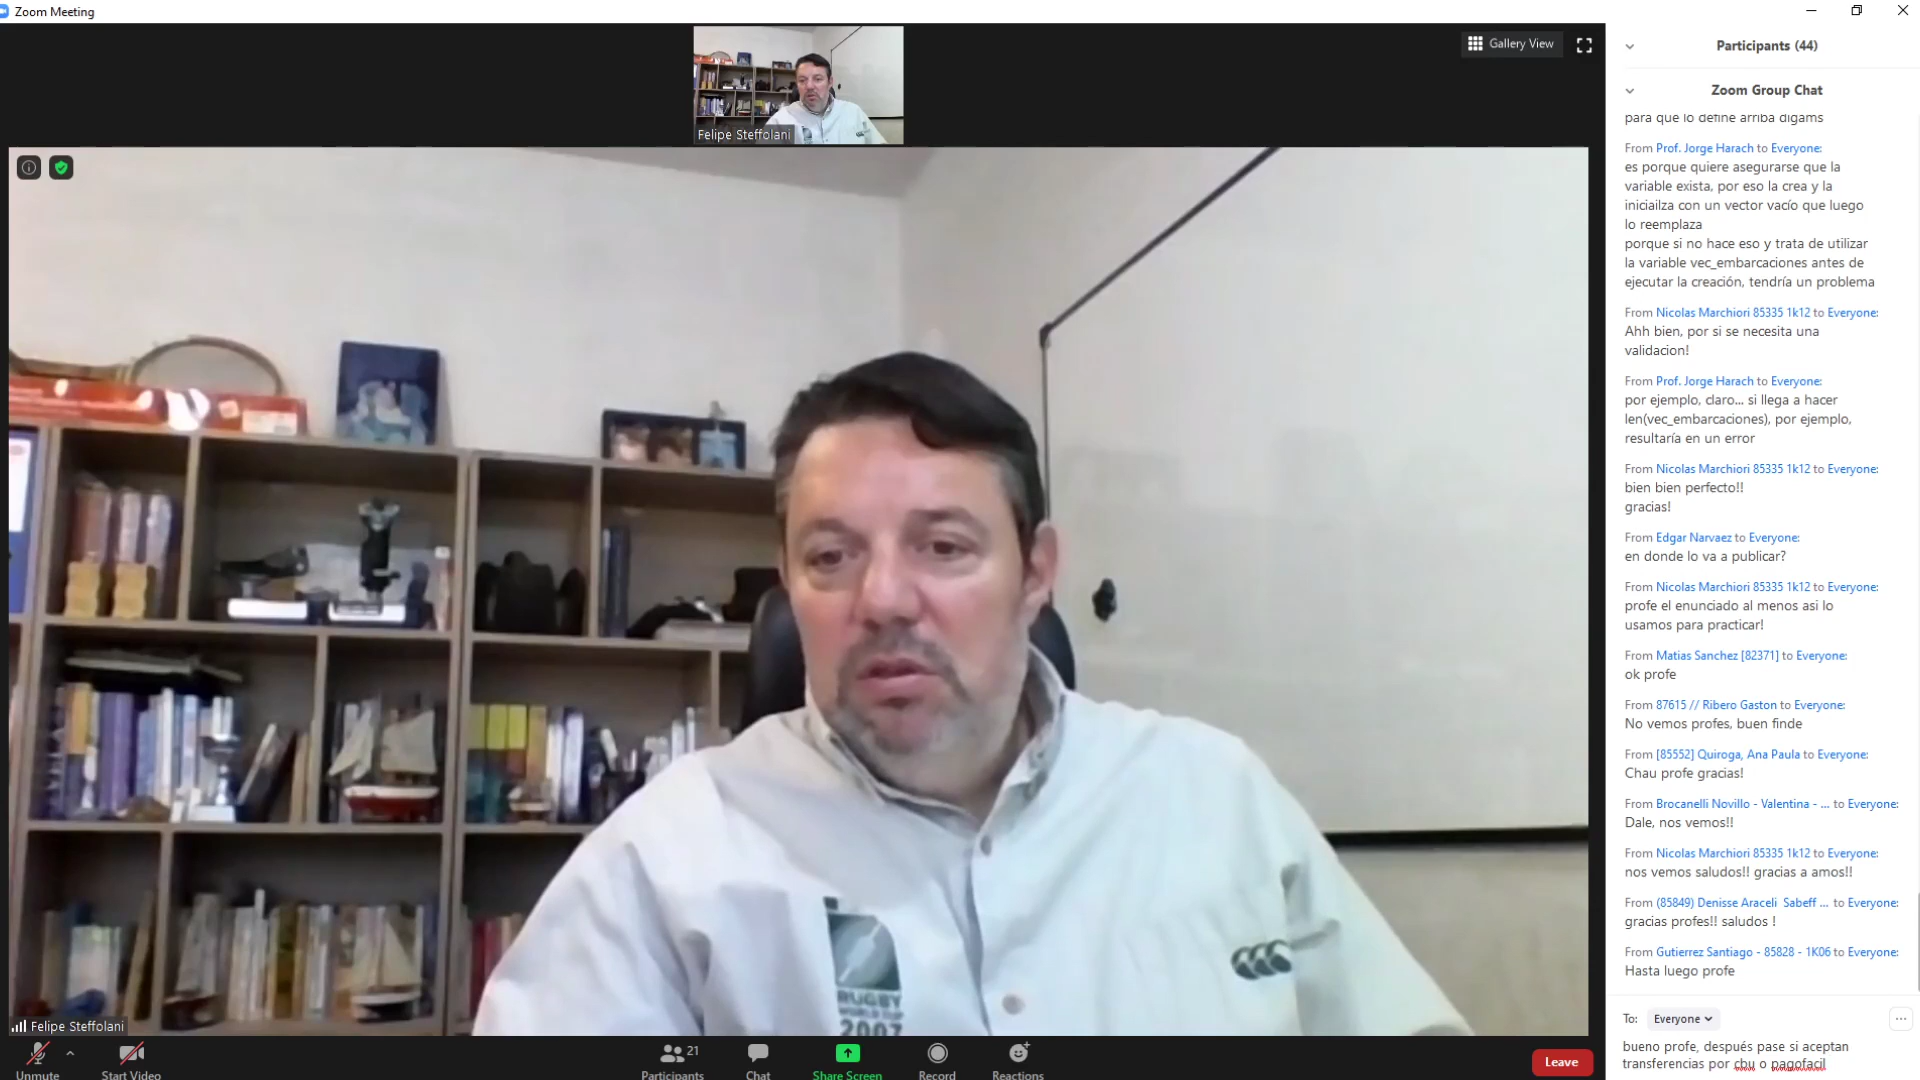 Zoom Meeting
Gallery View
Felipe Steffolani
RUGBY
WORLD CUP
2007
Felipe Steffolani
Unmute
Start Video
21
Participants
Chat
Share Screen
Record
Reactions
Leave
Participants (44)
Zoom Group Chat
para que lo define arriba digams
From Prof. Jorge Harach to Everyone:
es porque quiere asegurarse que la
variable exista, por eso la crea y la
iniciailza con un vector vacío que luego
lo reemplaza
porque si no hace eso y trata de utilizar
la variable vec_embarcaciones antes de
ejecutar la creación, tendría un problema
From Nicolas Marchiori 85335 1k12 to Everyone:
Ahh bien, por si se necesita una
validacion!
From Prof. Jorge Harach to Everyone:
por ejemplo, claro... si llega a hacer
len(vec_embarcaciones), por ejemplo,
resultaría en un error
From Nicolas Marchiori 85335 1k12 to Everyone:
bien bien perfecto!!
gracias!
From Edgar Narvaez to Everyone:
en donde lo va a publicar?
From Nicolas Marchiori 85335 1k12 to Everyone:
profe el enunciado al menos asi lo
usamos para practicar!
From Matias Sanchez [82371] to Everyone:
ok profe
From 87615 // Ribero Gaston to Everyone:
No vemos profes, buen finde
From [85552] Quiroga, Ana Paula to Everyone:
Chau profe gracias!
From Brocanelli Novillo - Valentina - ... to Everyone:
Dale, nos vemos!!
From Nicolas Marchiori 85335 1k12 to Everyone:
nos vemos saludos!! gracias a amos!!
From (85849) Denisse Araceli Sabeff ... to Everyone:
gracias profes!! saludos !
From Gutierrez Santiago - 85828 - 1K06 to Everyone:
Hasta luego profe
To: Everyone
bueno profe, después pase si aceptan
transferencias por cbu o pagofacil